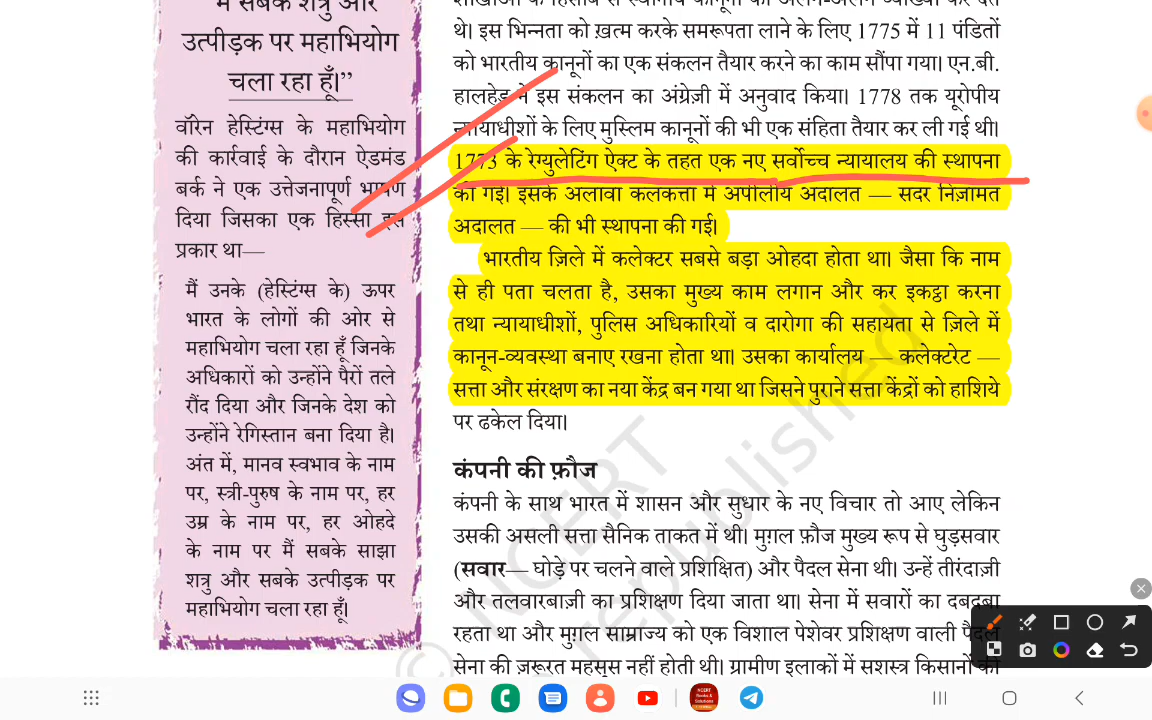 "मैं सबके शत्रु और
उत्पीड़क पर महाभियोग
चला रहा हूँ।”
वॉरेन हेस्टिंग्स के महाभियोग
की कार्रवाई के दौरान ऐडमंड
बर्क ने एक उत्तेजनापूर्ण भाषण
दिया जिसका एक हिस्सा इस
प्रकार था—
मैं उनके (हेस्टिंग्स के) ऊपर
भारत के लोगों की ओर से
महाभियोग चला रहा हूँ जिनके
अधिकारों को उन्होंने पैरों तले
रौंद दिया और जिनके देश को
उन्होंने रेगिस्तान बना दिया है।
अंत में, मानव स्वभाव के नाम
पर, स्त्री-पुरुष के नाम पर, हर
उम्र के नाम पर, हर ओहदे
के नाम पर मैं सबके साझा
शत्रु और सबके उत्पीड़क पर
महाभियोग चला रहा हूँ।
शाखाओं के हिसाब से स्थानीय कानूनों की अलग-अलग व्याख्या कर देते
थे। इस भिन्नता को ख़त्म करके समरूपता लाने के लिए 1775 में 11 पंडितों
को भारतीय कानूनों का एक संकलन तैयार करने का काम सौंपा गया। एन.बी.
हालहेड ने इस संकलन का अंग्रेज़ी में अनुवाद किया। 1778 तक यूरोपीय
न्यायाधीशों के लिए मुस्लिम कानूनों की भी एक संहिता तैयार कर ली गई थी।
1773 के रेग्युलेटिंग ऐक्ट के तहत एक नए सर्वोच्च न्यायालय की स्थापना
की गई। इसके अलावा कलकत्ता में अपीलीय अदालत — सदर निज़ामत
अदालत — की भी स्थापना की गई।
भारतीय ज़िले में कलेक्टर सबसे बड़ा ओहदा होता था। जैसा कि नाम
से ही पता चलता है, उसका मुख्य काम लगान और कर इकट्ठा करना
तथा न्यायाधीशों, पुलिस अधिकारियों व दारोगा की सहायता से ज़िले में
कानून-व्यवस्था बनाए रखना होता था। उसका कार्यालय — कलेक्टरेट —
सत्ता और संरक्षण का नया केंद्र बन गया था जिसने पुराने सत्ता केंद्रों को हाशिये
पर ढकेल दिया।
कंपनी की फ़ौज
कंपनी के साथ भारत में शासन और सुधार के नए विचार तो आए लेकिन
उसकी असली सत्ता सैनिक ताकत में थी। मुग़ल फ़ौज मुख्य रूप से घुड़सवार
(सवार— घोड़े पर चलने वाले प्रशिक्षित) और पैदल सेना थी। उन्हें तीरंदाज़ी
और तलवारबाज़ी का प्रशिक्षण दिया जाता था। सेना में सवारों का दबदबा
रहता था और मुग़ल साम्राज्य को एक विशाल पेशेवर प्रशिक्षण वाली पैदल
सेना की ज़रूरत महसूस नहीं होती थी। ग्रामीण इलाकों में सशस्त्र किसानों की
© NCERT
republished